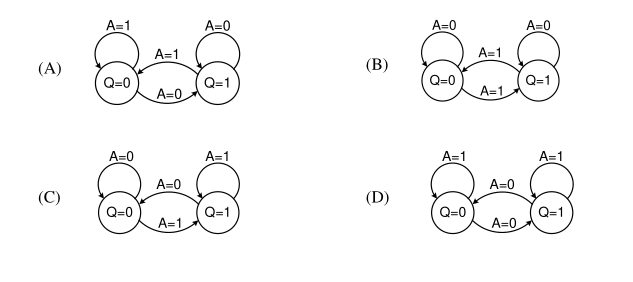 A=1 A=0
(A) A=1
Q=0 Q=1
A=0
A=0 A=0
(B) A=1
Q=0 Q=1
A=1
A=0 A=1
(C) A=0
Q=0 Q=1
A=1
A=1 A=1
(D) A=0
Q=0 Q=1
A=0